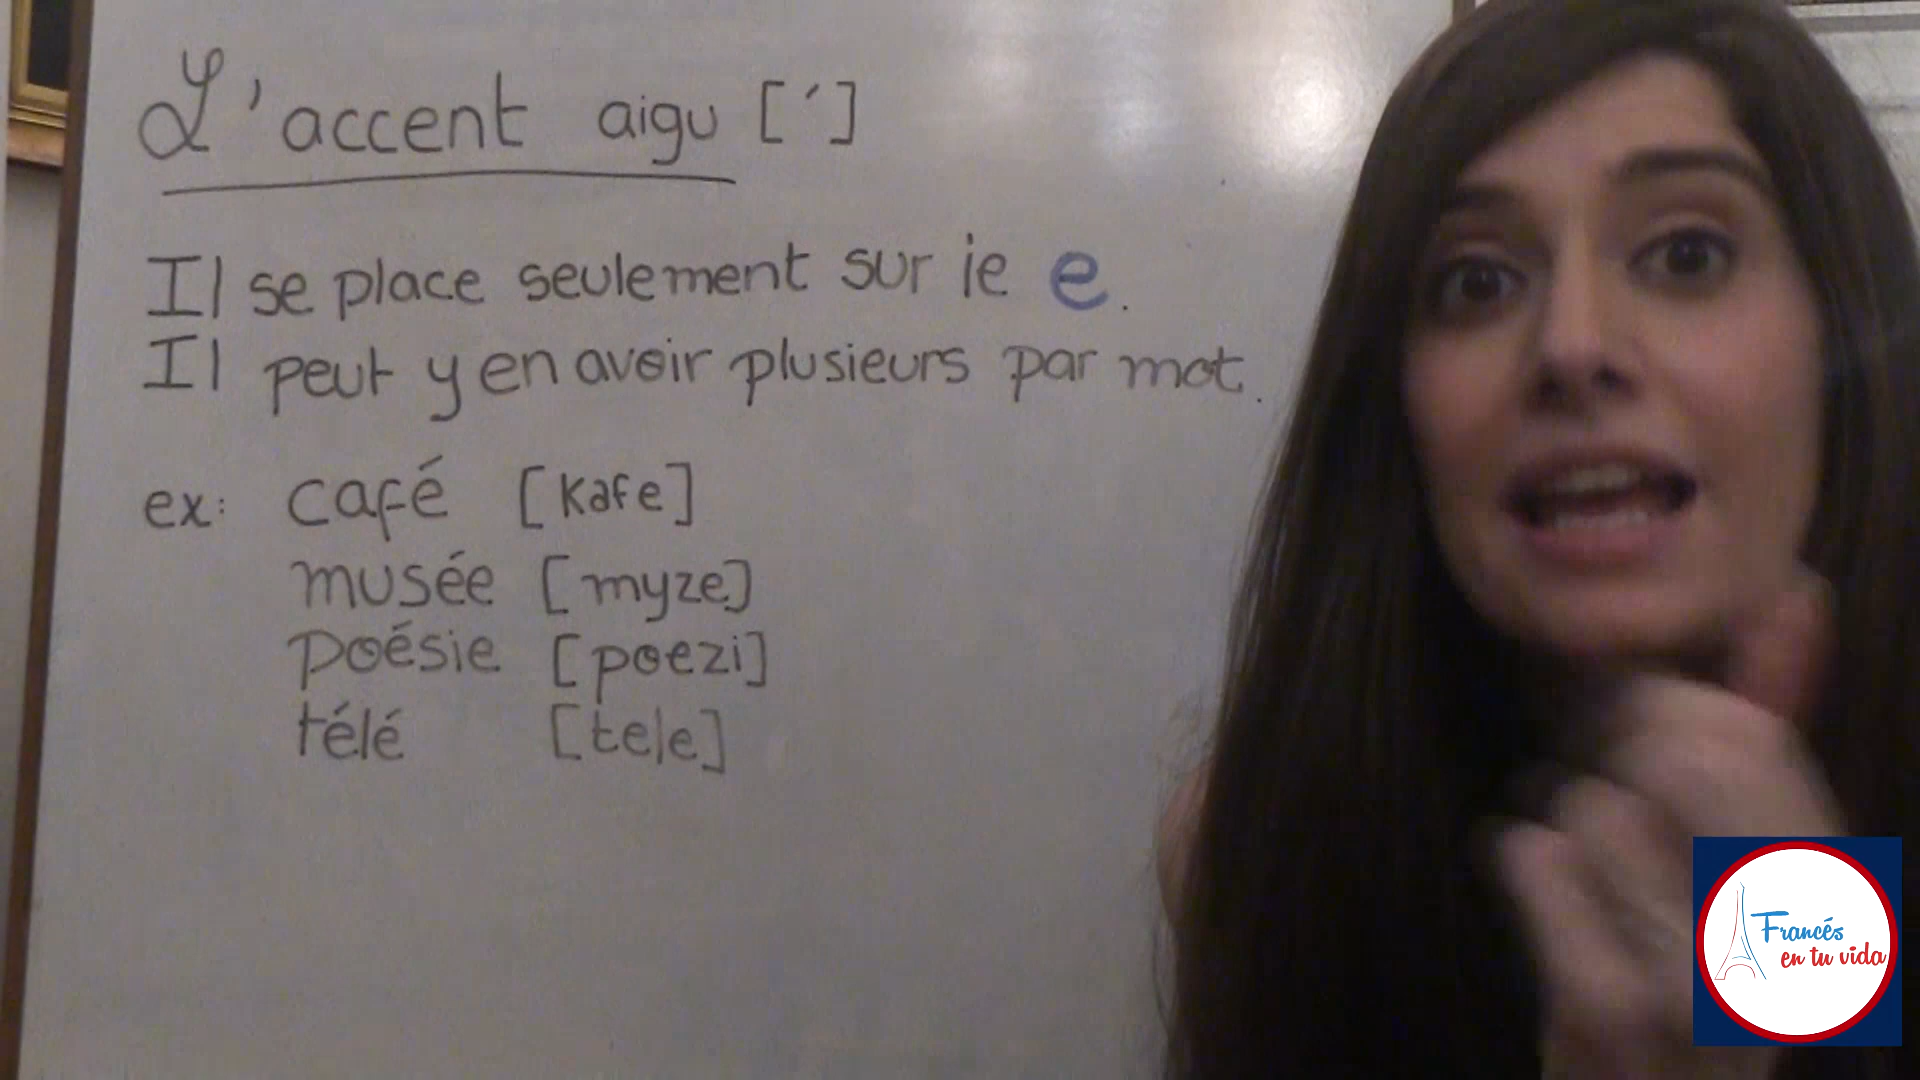 L'accent aigu [´]
Il se place seulement sur le e.
Il peut y en avoir plusieurs par mot.
ex: café [kafe]
musée [myze]
poésie [poezi]
télé [tele]
Francés
en tu vida